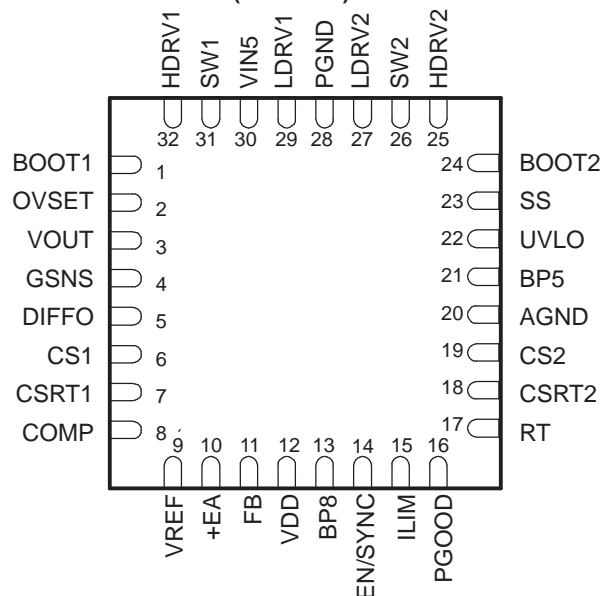 HDRV1 SW1 VIN5 LDRV1 PGND LDRV2 SW2 HDRV2
32 31 30 29 28 27 26 25
BOOT1 1 24 BOOT2
OVSET 2 23 SS
VOUT 3 22 UVLO
GSNS 4 21 BP5
DIFFO 5 20 AGND
CS1 6 19 CS2
CSRT1 7 18 CSRT2
COMP 8 17 RT
9 10 11 12 13 14 15 16
VREF +EA FB VDD BP8 EN/SYNC ILIM PGOOD